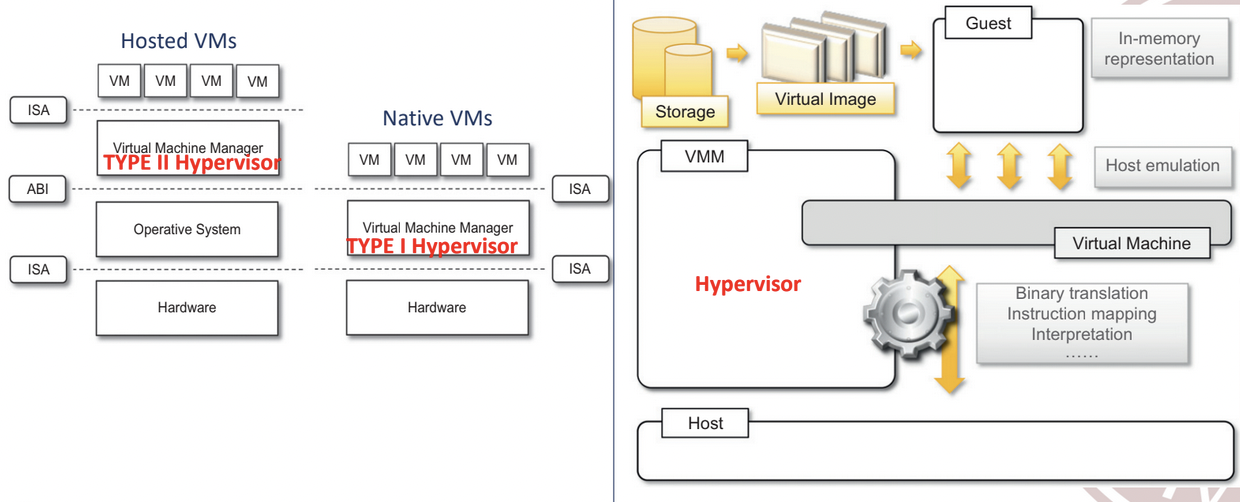 Hosted VMs
VM VM VM VM
ISA
Virtual Machine Manager
TYPE II Hypervisor
ABI
Operative System
ISA
Hardware
Native VMs
VM VM VM VM
ISA
Virtual Machine Manager
TYPE I Hypervisor
ISA
Hardware
Storage
Virtual Image
Guest
In-memory
representation
VMM
Host emulation
Virtual Machine
Hypervisor
Binary translation
Instruction mapping
Interpretation
......
Host